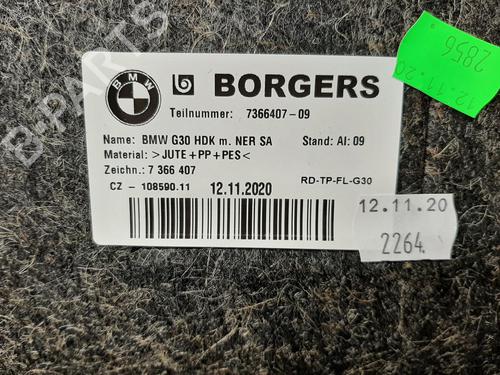 BMW
BORGERS
Teilnummer: 7366407-09
Name: BMW G30 HDK m. NER SA Stand: AI: 09
Material: >JUTE+PP+PES<
Zeichn.: 7 366 407
CZ - 108590.11 12.11.2020 RD-TP-FL-G30
12.11.20
2264
2856
12.11.20
B-PARTS